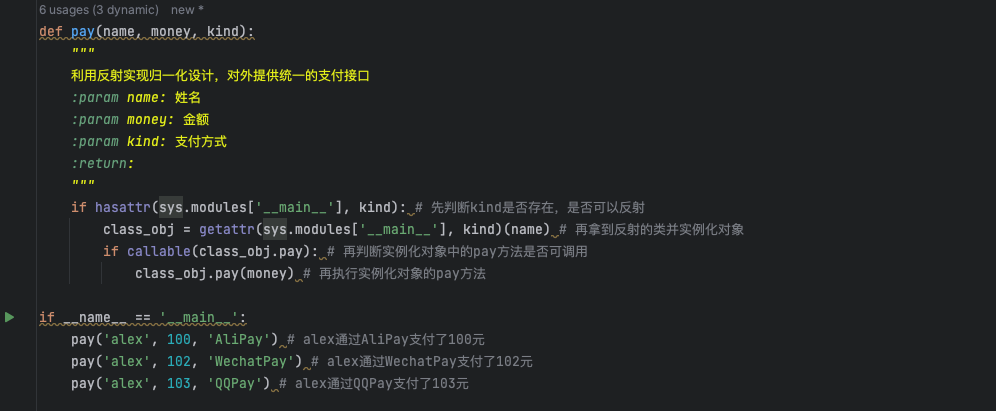 6 usages (3 dynamic)    new *
def pay(name, money, kind):
    """
    利用反射实现归一化设计，对外提供统一的支付接口
    :param name: 姓名
    :param money: 金额
    :param kind: 支付方式
    :return:
    """
    if hasattr(sys.modules['__main__'], kind): # 先判断kind是否存在，是否可以反射
        class_obj = getattr(sys.modules['__main__'], kind)(name) # 再拿到反射的类并实例化对象
        if callable(class_obj.pay): # 再判断实例化对象中的pay方法是否可调用
            class_obj.pay(money) # 再执行实例化对象的pay方法
if __name__ == '__main__':
    pay('alex', 100, 'AliPay') # alex通过AliPay支付了100元
    pay('alex', 102, 'WechatPay') # alex通过WechatPay支付了102元
    pay('alex', 103, 'QQPay') # alex通过QQPay支付了103元